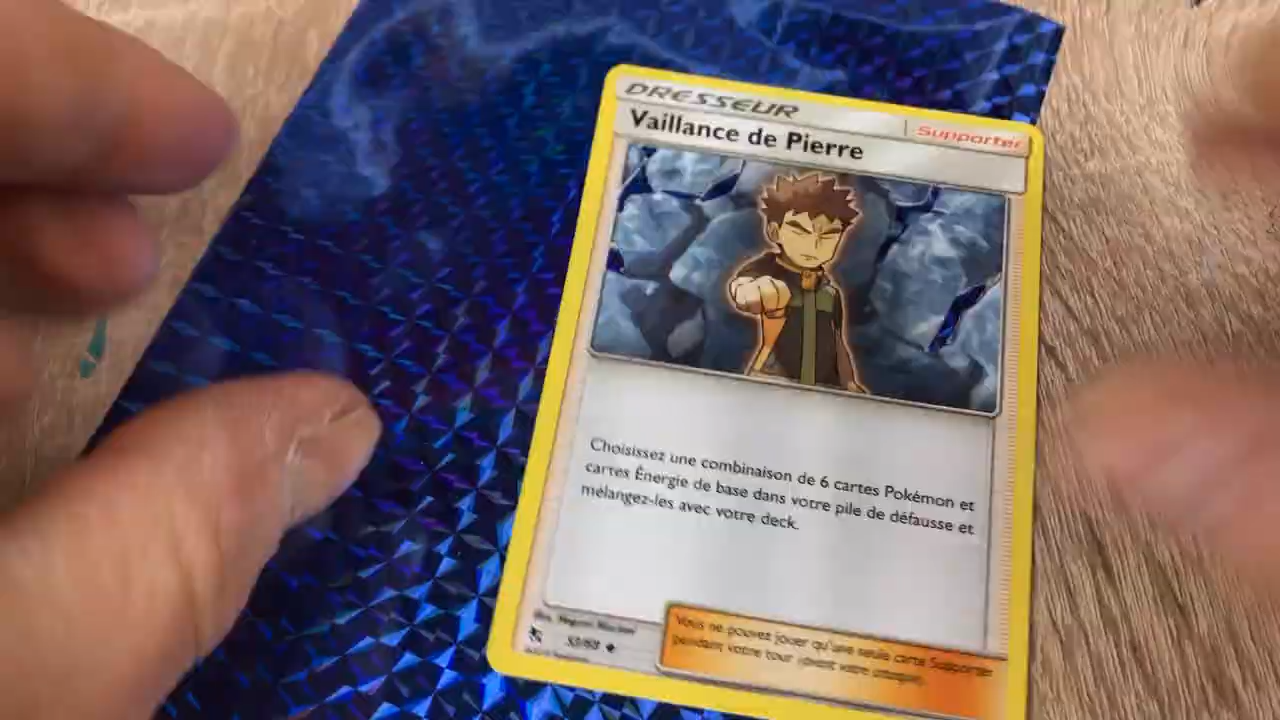 DRESSEUR
Vaillance de Pierre
Supporter
Choisissez une combinaison de 6 cartes Pokémon et
cartes Énergie de base dans votre pile de défausse et
mélangez-les avec votre deck.
Vous ne pouvez jouer qu'une seule carte Supporter
pendant votre tour (avant votre attaque).